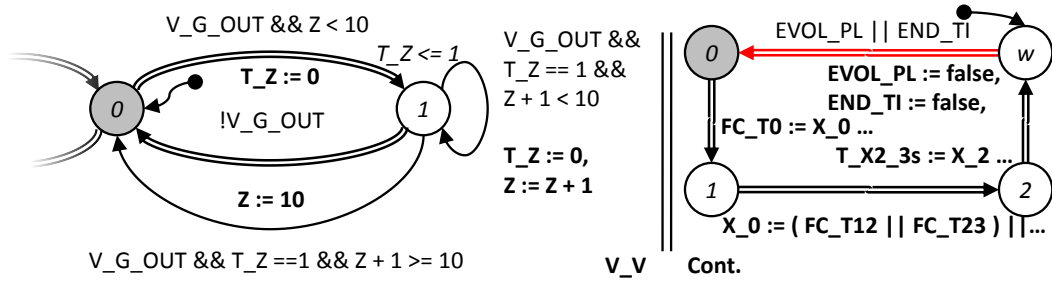 V_G_OUT && Z < 10
T_Z <= 1
T_Z := 0
0
1
!V_G_OUT
Z := 10
V_G_OUT && T_Z ==1 && Z + 1 >= 10
V_G_OUT &&
T_Z == 1 &&
Z + 1 < 10
T_Z := 0,
Z := Z + 1
V_V
Cont.
EVOL_PL || END_TI
0
w
EVOL_PL := false,
END_TI := false,
FC_T0 := X_0 ...
T_X2_3s := X_2 ...
1
2
X_0 := ( FC_T12 || FC_T23 ) ||...